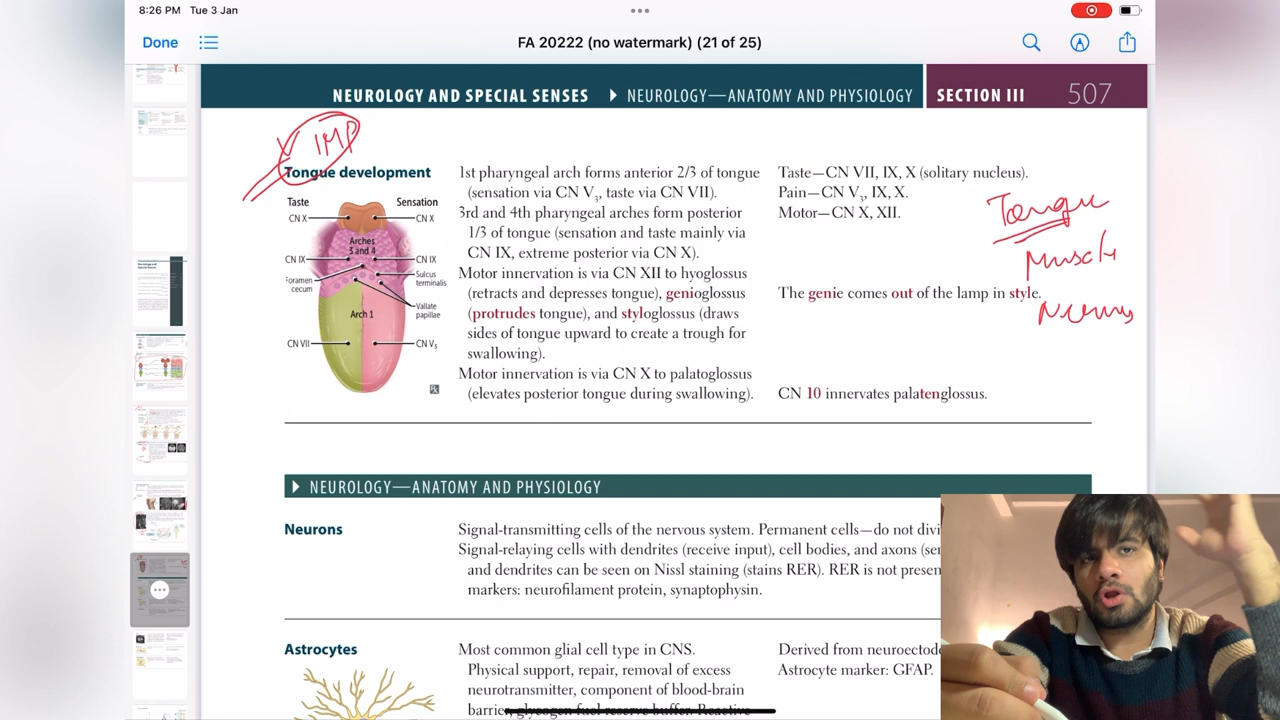 8:26 PM Tue 3 Jan
Done
FA 20222 (no watermark) (21 of 25)
NEUROLOGY AND SPECIAL SENSES ▶ NEUROLOGY—ANATOMY AND PHYSIOLOGY SECTION III 507
V IMP
Tongue development
Taste Sensation
CN X CN X
Arches
3 and 4
CN IX CN IX
Foramen
cecum
Sulcus
terminalis
Vallate
papillae
Arch 1
CN VII CN V3
1st pharyngeal arch forms anterior 2/3 of tongue
(sensation via CN V3, taste via CN VII).
3rd and 4th pharyngeal arches form posterior
1/3 of tongue (sensation and taste mainly via
CN IX, extreme posterior via CN X).
Motor innervation is via CN XII to hyoglossus
(retracts and depresses tongue), genioglossus
(protrudes tongue), and styloglossus (draws
sides of tongue upward to create a trough for
swallowing).
Motor innervation is via CN X to palatoglossus
(elevates posterior tongue during swallowing).
Taste—CN VII, IX, X (solitary nucleus).
Pain—CN V3, IX, X.
Motor—CN X, XII.
Tongue
Muscle
The genie comes out of the lamp in style.
CN 10 innervates palatenglossus.
▶ NEUROLOGY—ANATOMY AND PHYSIOLOGY
Neurons
Signal-transmitting cells of the nervous system. Permanent cells—do not divi
Signal-relaying cells with dendrites (receive input), cell bodies, and axons (sen
and dendrites can be seen on Nissl staining (stains RER). RER is not present
markers: neurofilament protein, synaptophysin.
Astrocytes
Most common glial cell type in CNS.
Physical support, repair, removal of excess
neurotransmitter, component of blood-brain
barrier, glycogen fuel reserve buffer. Reactive
Derived from neuroectode
Astrocyte marker: GFAP.